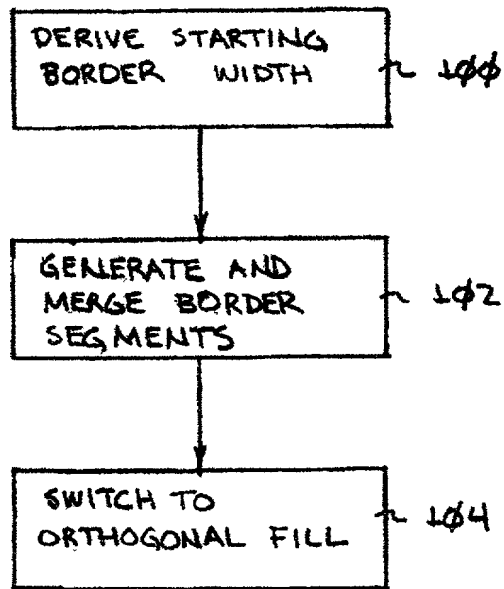 DERIVE STARTING
BORDER WIDTH
100
GENERATE AND
MERGE BORDER
SEGMENTS
102
SWITCH TO
ORTHOGONAL FILL
104